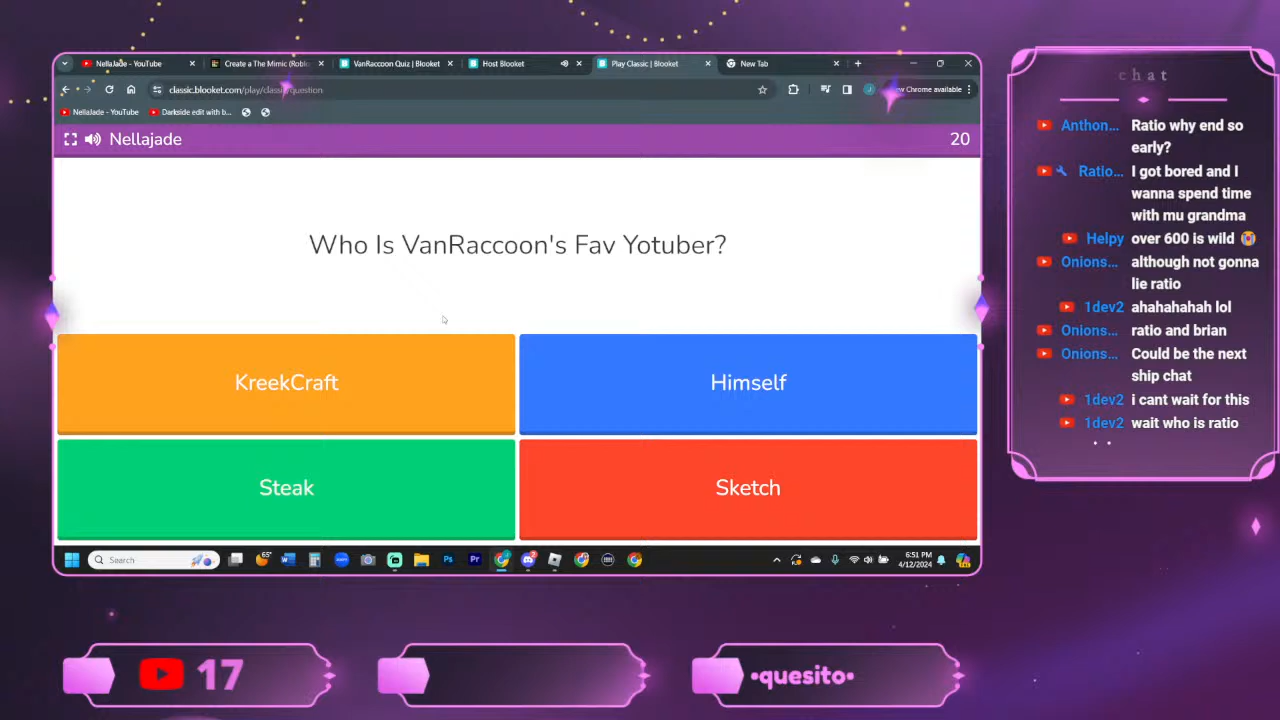 NellaJade - YouTube
Create a The Mimic (Roblo
VanRaccoon Quiz | Blooket
Host Blooket
Play Classic | Blooket
New Tab
classic.blooket.com/play/classic/question
New Chrome available
NellaJade - YouTube
Darkside edit with b...
Nellajade
20
Who Is VanRaccoon's Fav Yotuber?
KreekCraft
Himself
Steak
Sketch
Search
65°
6:51 PM
4/12/2024
chat
Anthon... Ratio why end so
early?
Ratio... I got bored and I
wanna spend time
with mu grandma
Helpy over 600 is wild 😭
Onions... although not gonna
lie ratio
1dev2 ahahahahah lol
Onions... ratio and brian
Onions... Could be the next
ship chat
1dev2 i cant wait for this
1dev2 wait who is ratio
17
•quesito•